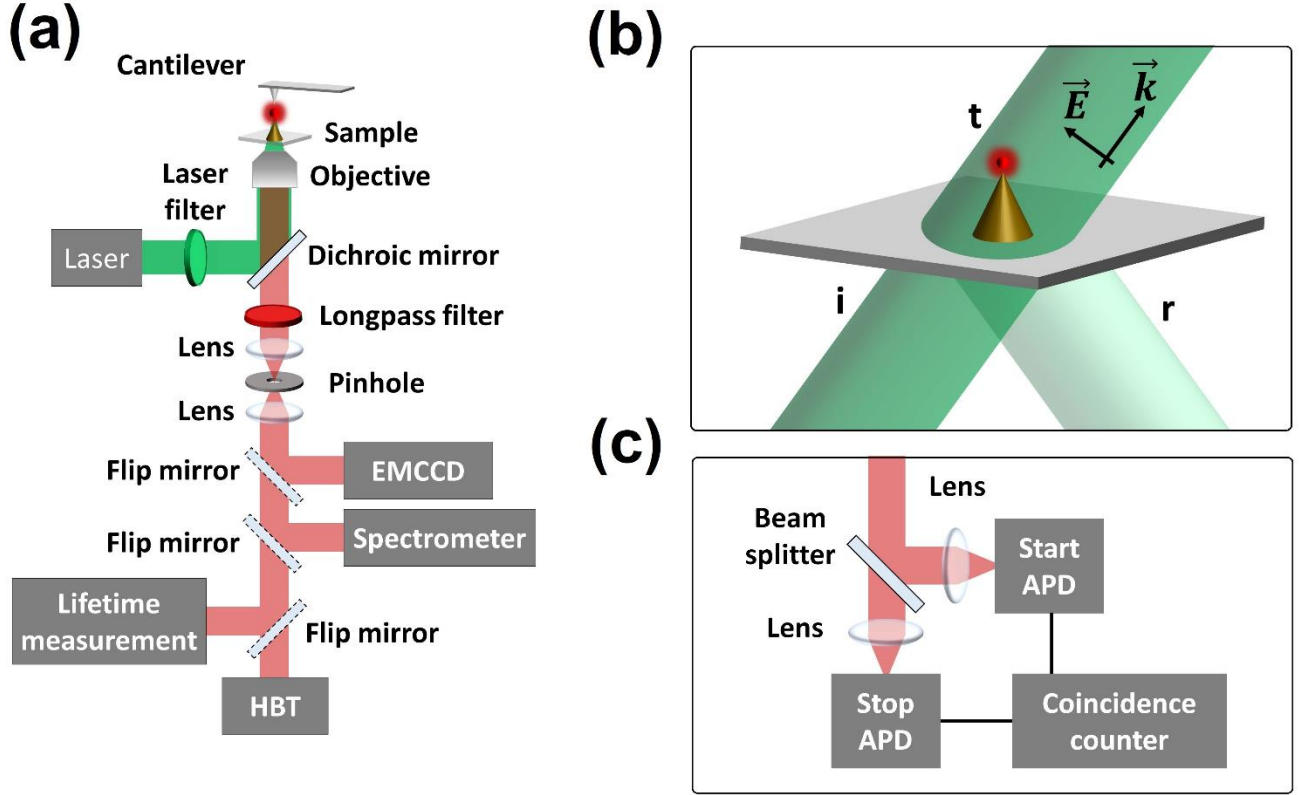 (a)
Cantilever
Sample
Objective
Laser
filter
Laser
Dichroic mirror
Longpass filter
Lens
Pinhole
Lens
Flip mirror
EMCCD
Flip mirror
Spectrometer
Lifetime
measurement
Flip mirror
HBT
(b)
t
E
k
i
r
(c)
Lens
Beam
splitter
Start
APD
Lens
Stop
APD
Coincidence
counter